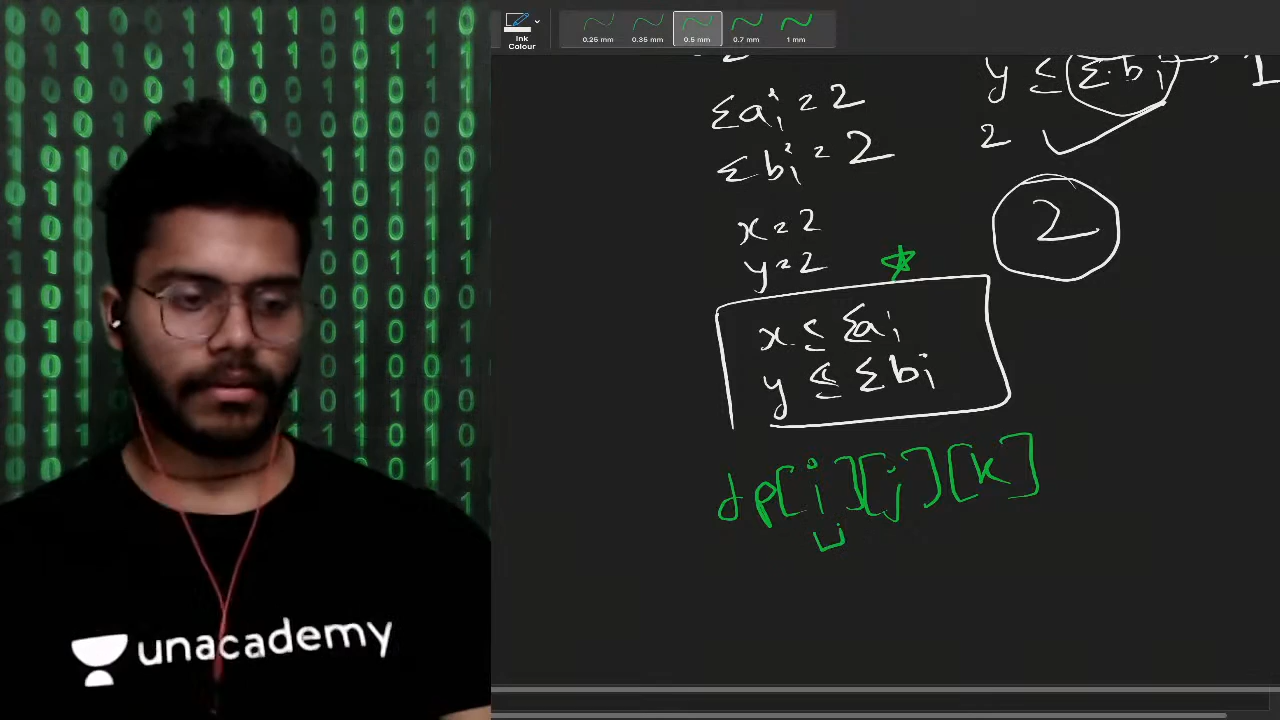 Ink Colour
0.25 mm 0.35 mm 0.5 mm 0.7 mm 1 mm
y ≤ Σbi → 1
Σai = 2
2
Σbi = 2
x = 2
y = 2
2
x ≤ Σai
y ≤ Σbi
dp[i][j][k]
unacademy